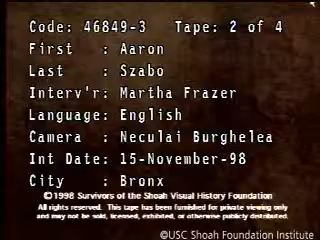 Code: 46849-3 Tape: 2 of 4
First : Aaron
Last : Szabo
Interv'r: Martha Frazer
Language: English
Camera : Neculai Burghelea
Int Date: 15-November-98
City : Bronx
©1998 Survivors of the Shoah Visual History Foundation
All rights reserved. This tape has been furnished for private viewing only
and may not be sold, licensed, exhibited, or otherwise publicly distributed.
©USC Shoah Foundation Institute